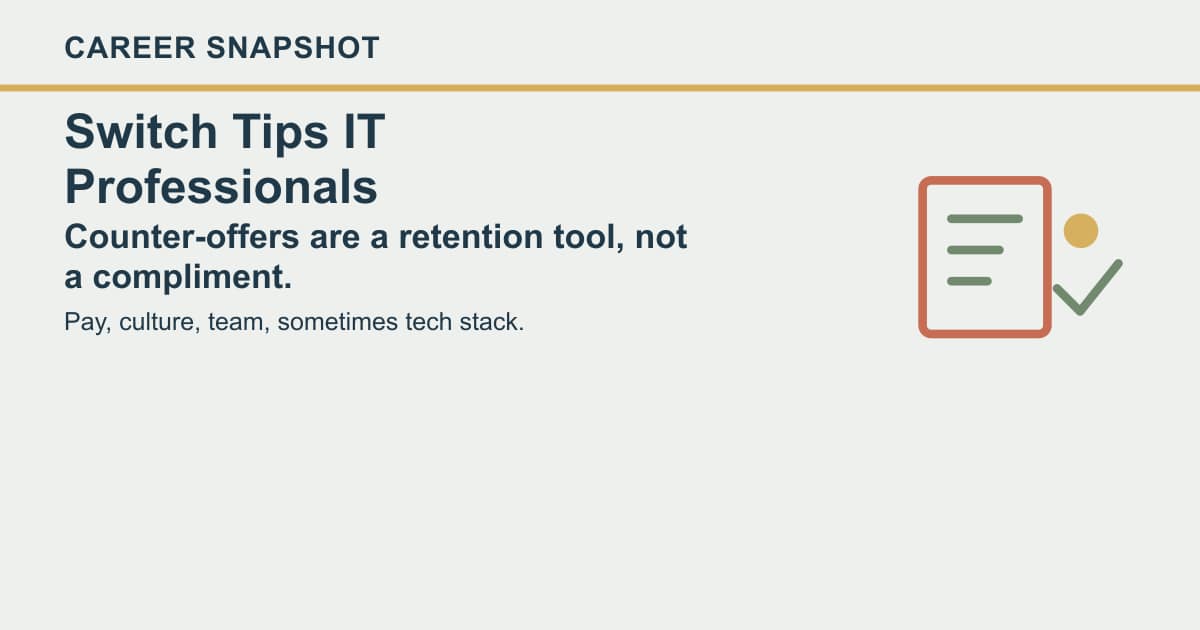 CAREER SNAPSHOT
Switch Tips IT
Professionals
Counter-offers are a retention tool, not
a compliment.
Pay, culture, team, sometimes tech stack.